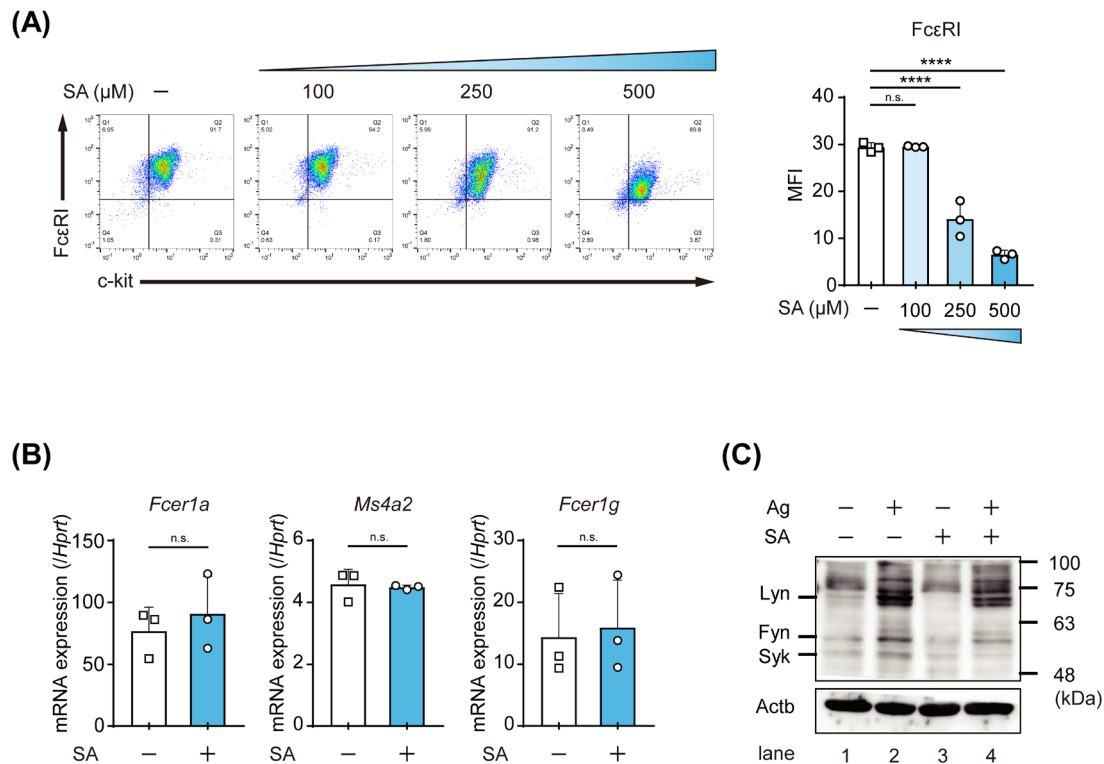 (A)
SA (μM) – 100 250 500
FcεRI
Q1 6.95 Q2 91.7 Q4 1.05 Q3 0.31
Q1 5.02 Q2 94.2 Q4 0.63 Q3 0.17
Q1 5.99 Q2 91.2 Q4 1.80 Q3 0.98
Q1 3.49 Q2 89.8 Q4 2.80 Q3 3.87
c-kit
FcεRI
****
****
n.s.
MFI
40
30
20
10
0
SA (μM) – 100 250 500
(B)
Fcer1a
n.s.
mRNA expression (/Hprt)
150
100
50
0
SA – +
Ms4a2
n.s.
mRNA expression (/Hprt)
6
4
2
0
– +
Fcer1g
n.s.
mRNA expression (/Hprt)
30
20
10
0
SA – +
(C)
Ag – + – +
SA – – + +
100
75
63
48
(kDa)
Lyn
Fyn
Syk
Actb
lane 1 2 3 4